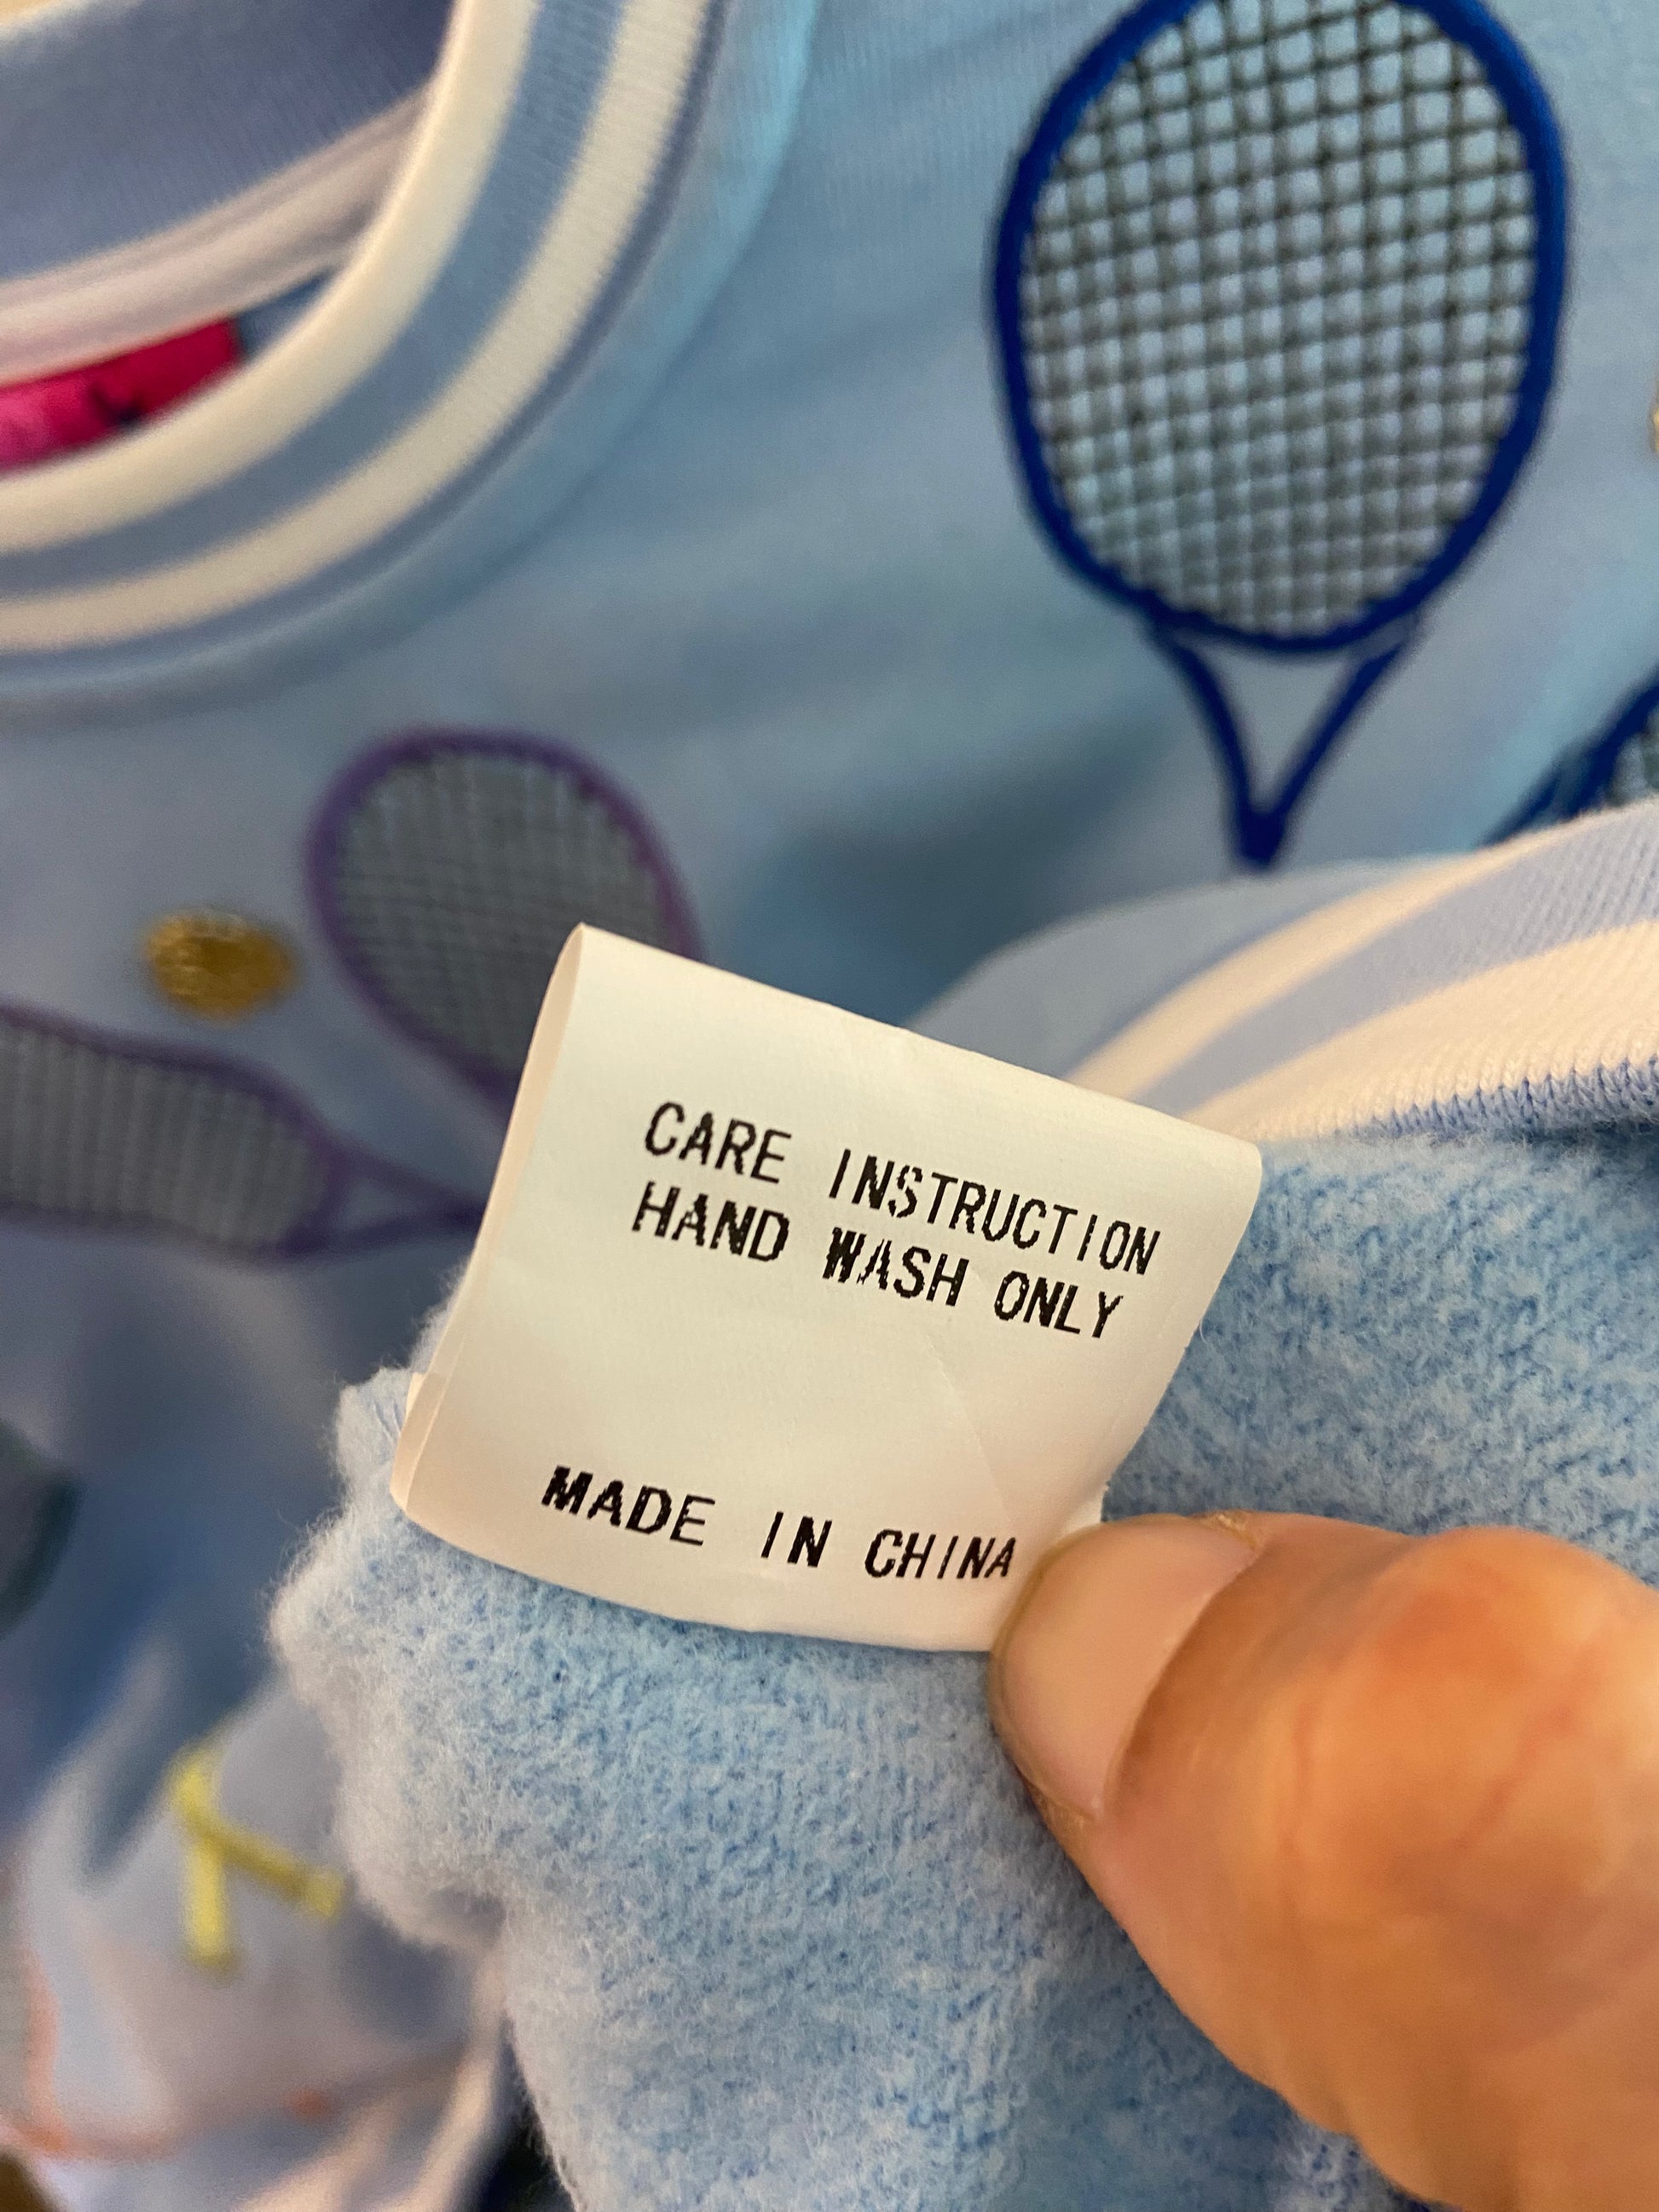 CARE INSTRUCTION
HAND WASH ONLY
MADE IN CHINA